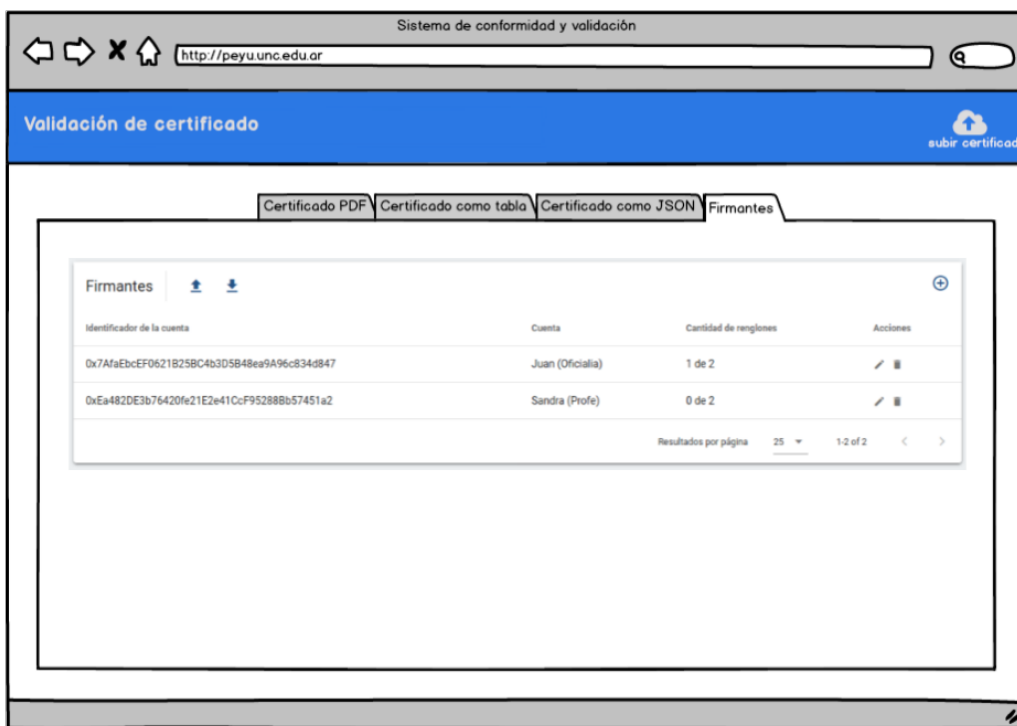 Sistema de conformidad y validación
http://peyu.unc.edu.ar
Validación de certificado
subir certificad
Certificado PDF Certificado como tabla Certificado como JSON Firmantes
Firmantes
Identificador de la cuenta Cuenta Cantidad de renglones Acciones
0x7AfaEbcEF0621B25BC4b3D5B48ea9A96c834d847 Juan (Oficialia) 1 de 2
0xEa482DE3b76420fe21E2e41CcF95288Bb57451a2 Sandra (Profe) 0 de 2
Resultados por página 25 1-2 of 2